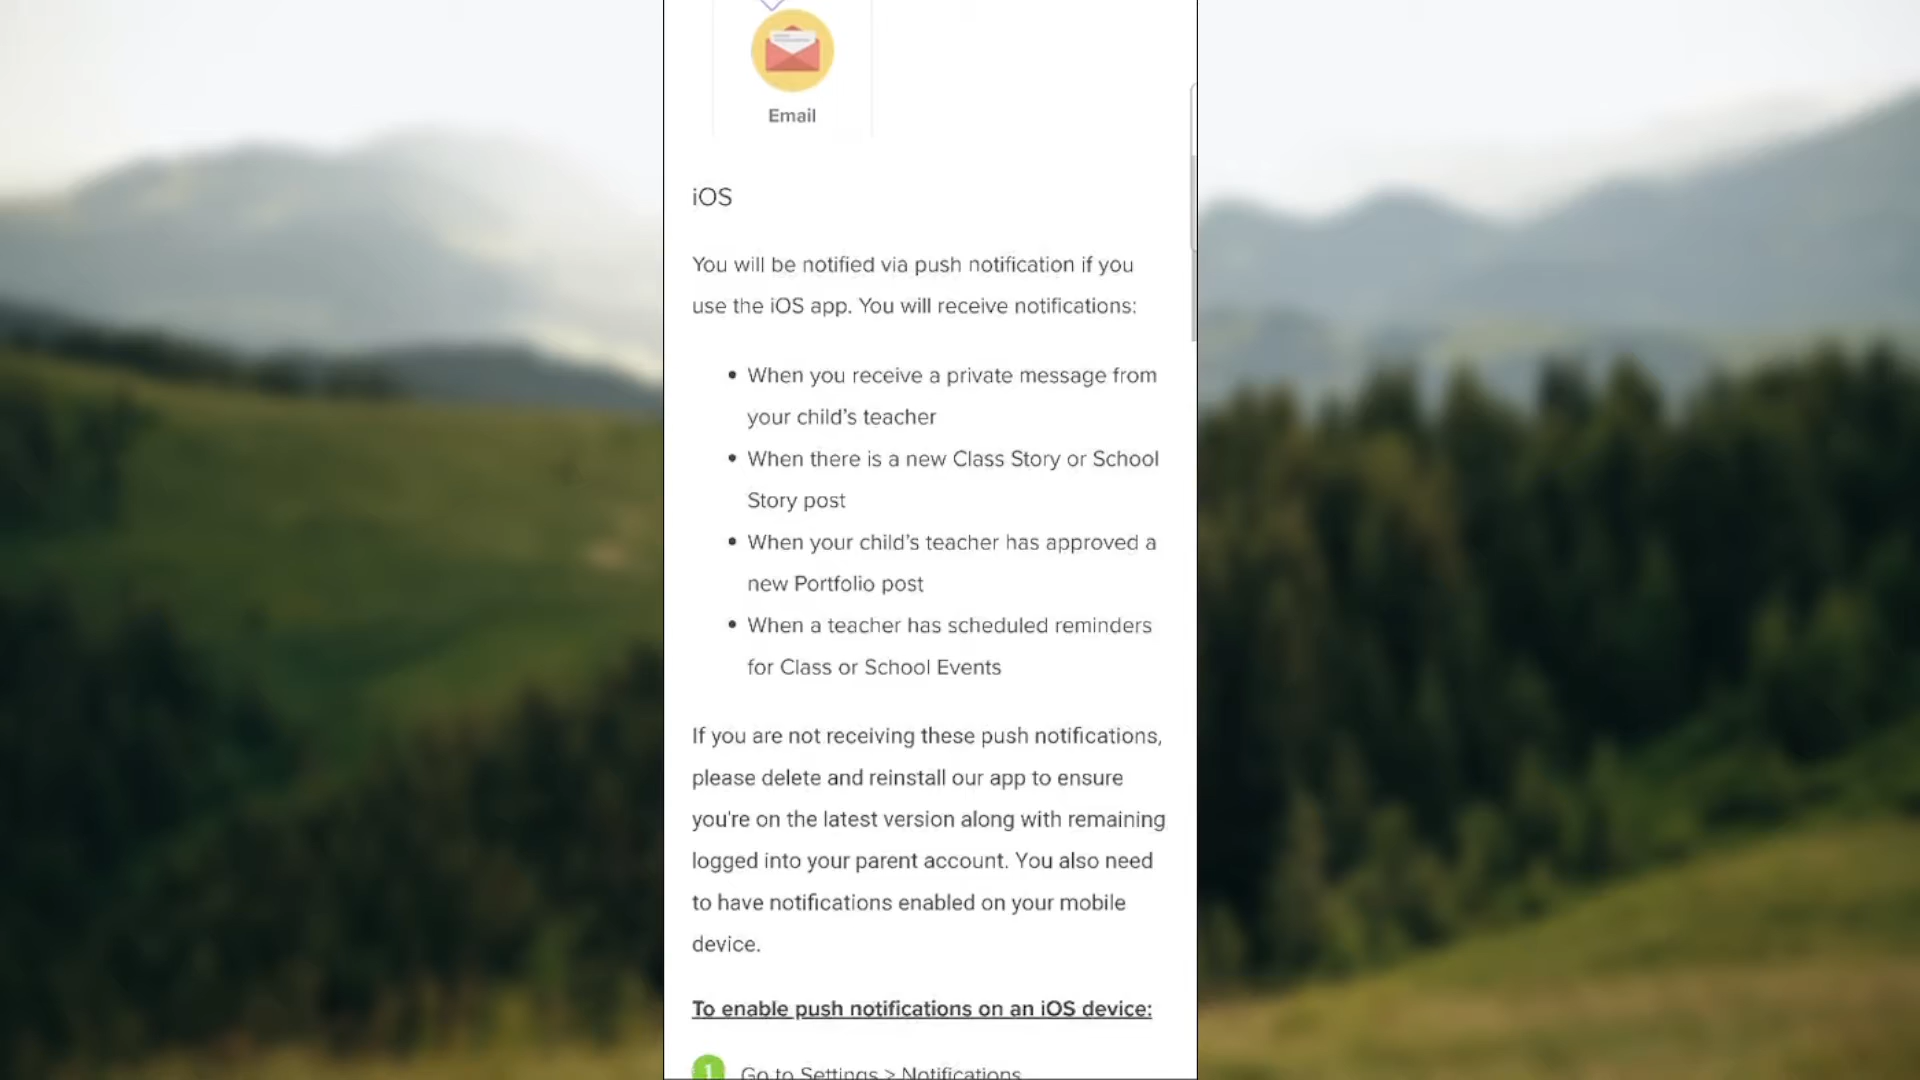 Email
iOS
You will be notified via push notification if you
use the iOS app. You will receive notifications:
• When you receive a private message from
your child's teacher
• When there is a new Class Story or School
Story post
• When your child's teacher has approved a
new Portfolio post
• When a teacher has scheduled reminders
for Class or School Events
If you are not receiving these push notifications,
please delete and reinstall our app to ensure
you're on the latest version along with remaining
logged into your parent account. You also need
to have notifications enabled on your mobile
device.
To enable push notifications on an iOS device:
1 Go to Settings > Notifications